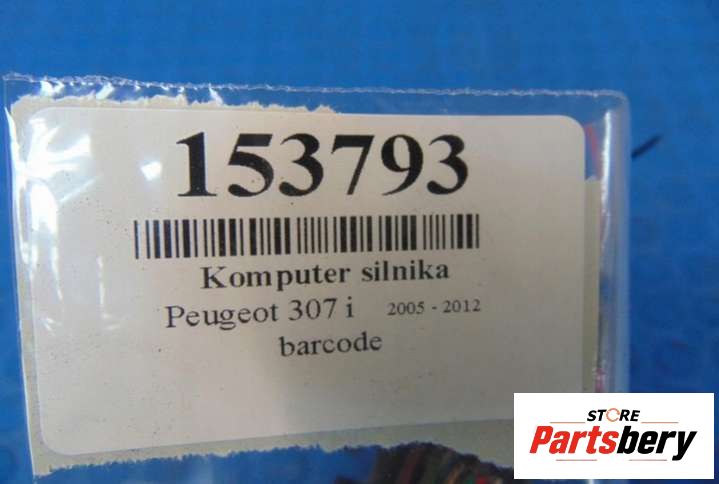 153793
Komputer silnika
Peugeot 307 i 2005 - 2012
barcode
STORE
Partsbery